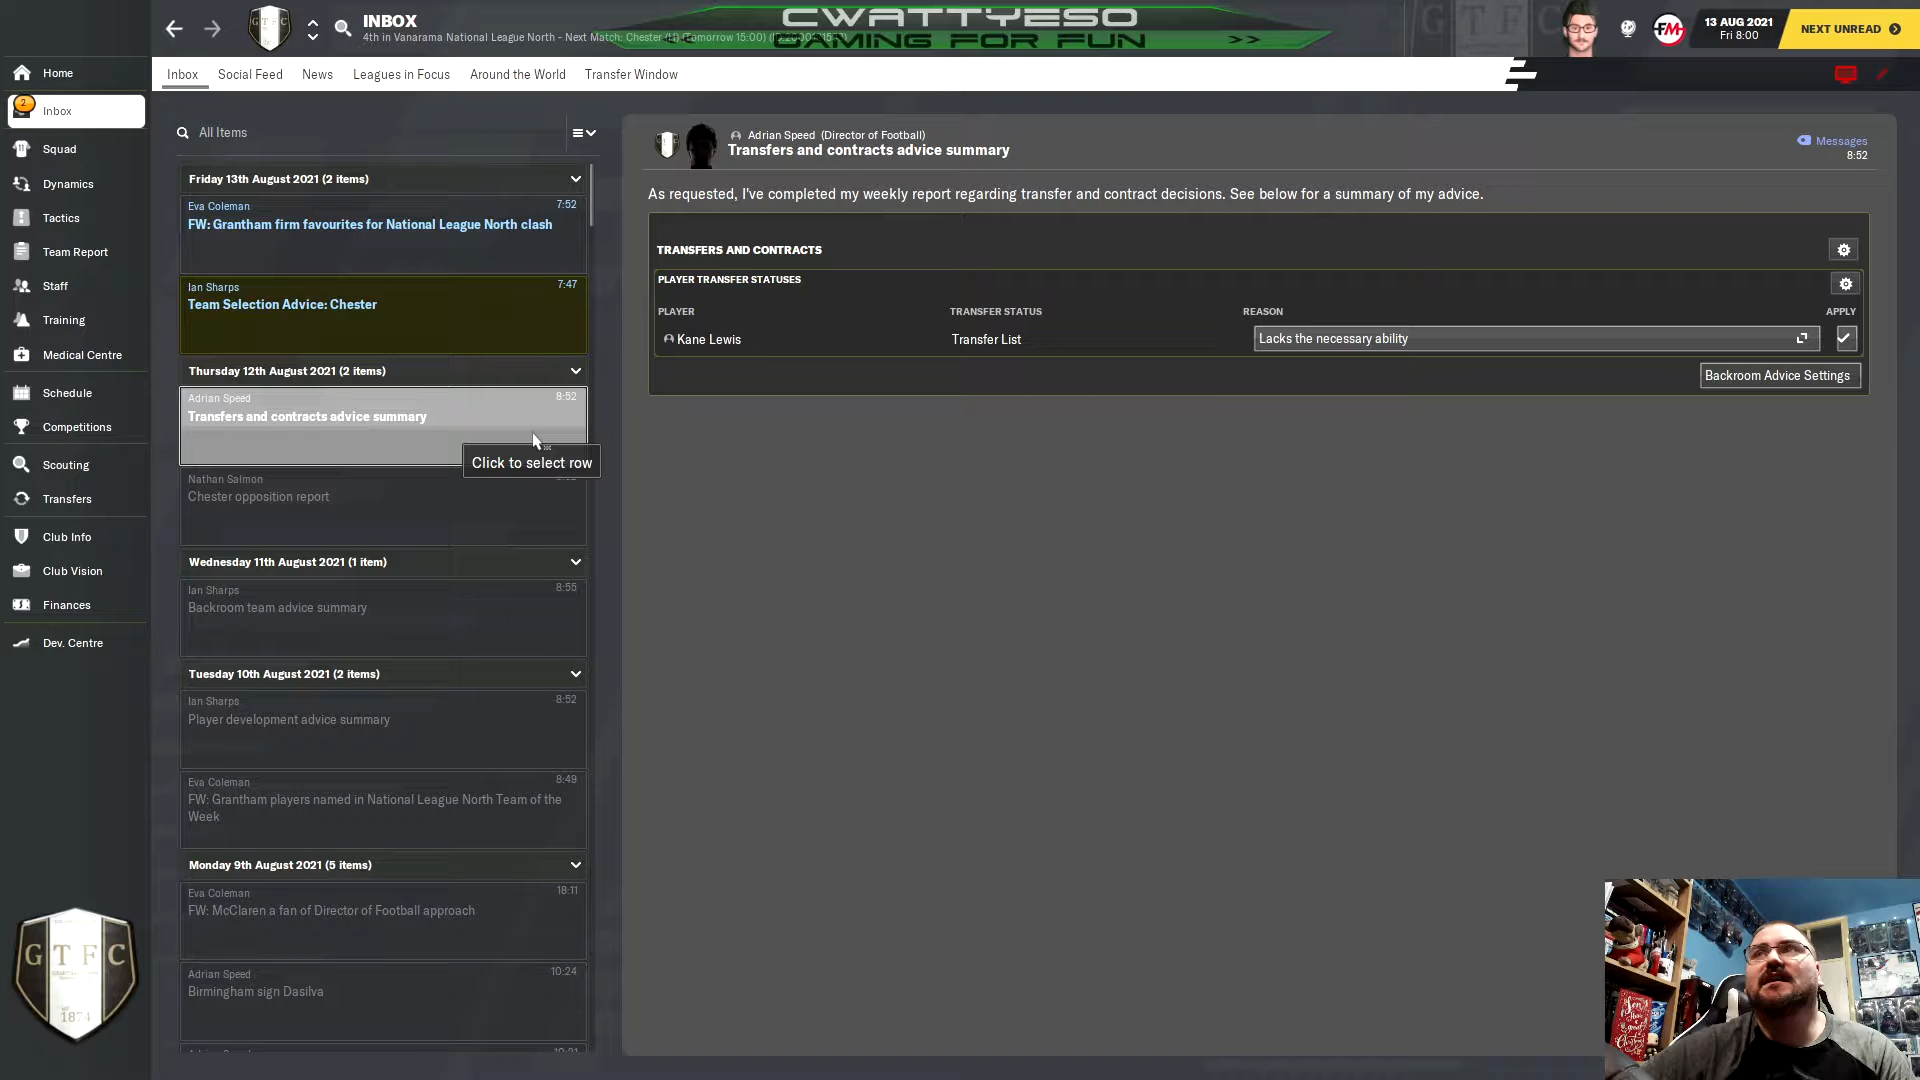 INBOX
4th in Vanarama National League North - Next Match: Chester (H) (Tomorrow 15:00)
CWATTYESO
GAMING FOR FUN
>>
FM
13 AUG 2021
Fri 8:00
NEXT UNREAD
Home
2
Inbox
Squad
Dynamics
Tactics
Team Report
Staff
Training
Medical Centre
Schedule
Competitions
Scouting
Transfers
Club Info
Club Vision
Finances
Dev. Centre
GTFC
1874
Inbox
Social Feed
News
Leagues in Focus
Around the World
Transfer Window
All Items
Friday 13th August 2021 (2 items)
Eva Coleman 7:52
FW: Grantham firm favourites for National League North clash
Ian Sharps 7:47
Team Selection Advice: Chester
Thursday 12th August 2021 (2 items)
Adrian Speed 8:52
Transfers and contracts advice summary
Click to select row
Nathan Salmon
Chester opposition report
Wednesday 11th August 2021 (1 item)
Ian Sharps 8:55
Backroom team advice summary
Tuesday 10th August 2021 (2 items)
Ian Sharps 8:52
Player development advice summary
Eva Coleman 8:49
FW: Grantham players named in National League North Team of the
Week
Monday 9th August 2021 (5 items)
Eva Coleman 18:11
FW: McClaren a fan of Director of Football approach
Adrian Speed 10:24
Birmingham sign Dasilva
Adrian Speed (Director of Football)
Transfers and contracts advice summary
Messages
8:52
As requested, I've completed my weekly report regarding transfer and contract decisions. See below for a summary of my advice.
TRANSFERS AND CONTRACTS
PLAYER TRANSFER STATUSES
PLAYER TRANSFER STATUS REASON APPLY
Kane Lewis Transfer List Lacks the necessary ability
Backroom Advice Settings